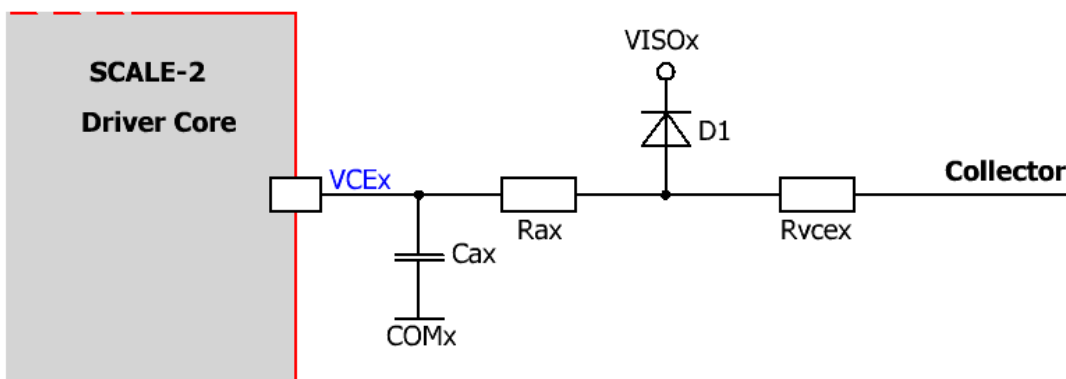 SCALE-2
Driver Core
VISOx
D1
VCEx
Collector
Rax
Rvcex
Cax
COMx